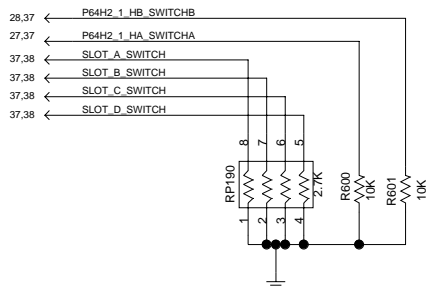 28,37 P64H2_1_HB_SWITCHB
27,37 P64H2_1_HA_SWITCHA
37,38 SLOT_A_SWITCH
37,38 SLOT_B_SWITCH
37,38 SLOT_C_SWITCH
37,38 SLOT_D_SWITCH
8 7 6 5
RP190 2.7K
R600 10K
R601 10K
1 2 3 4